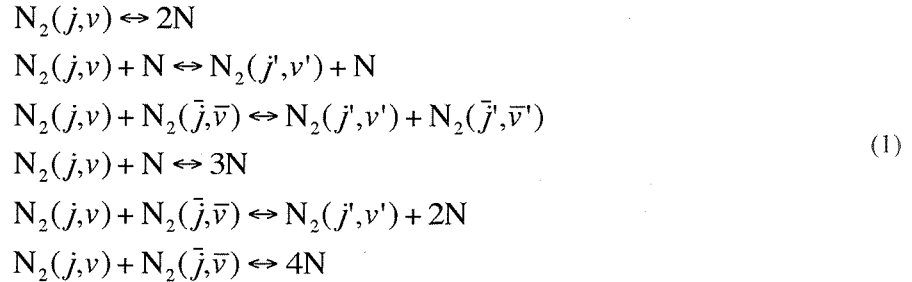 N₂(j,v) ↔ 2N
N₂(j,v) + N ↔ N₂(j',v') + N
N₂(j,v) + N₂(j̄,v̄) ↔ N₂(j',v') + N₂(j̄',v̄')
(1)
N₂(j,v) + N ↔ 3N
N₂(j,v) + N₂(j̄,v̄) ↔ N₂(j',v') + 2N
N₂(j,v) + N₂(j̄,v̄) ↔ 4N